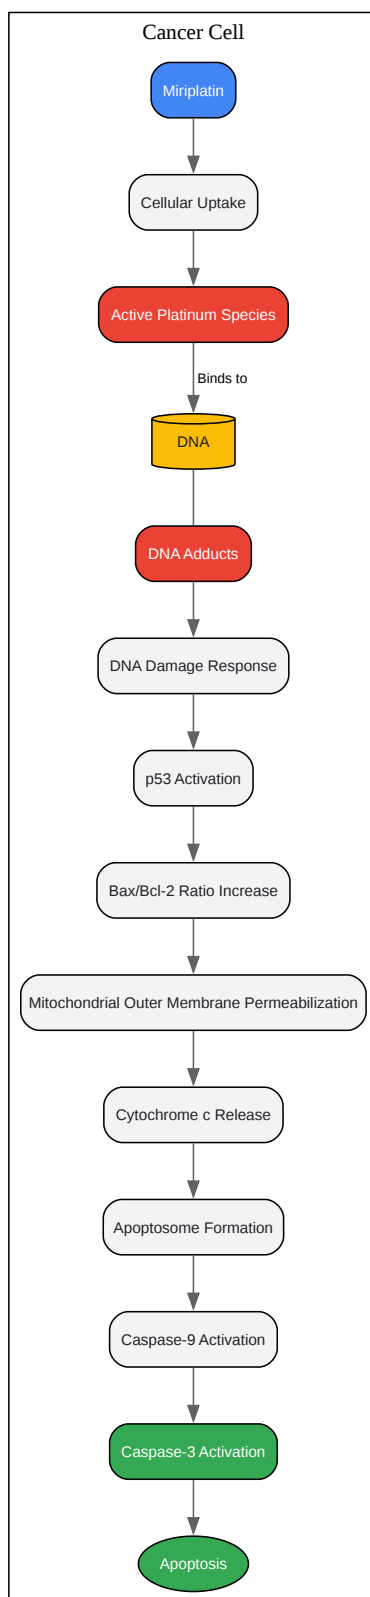 Cancer Cell
Miriplatin
Cellular Uptake
Active Platinum Species
Binds to
DNA
DNA Adducts
DNA Damage Response
p53 Activation
Bax/Bcl-2 Ratio Increase
Mitochondrial Outer Membrane Permeabilization
Cytochrome c Release
Apoptosome Formation
Caspase-9 Activation
Caspase-3 Activation
Apoptosis